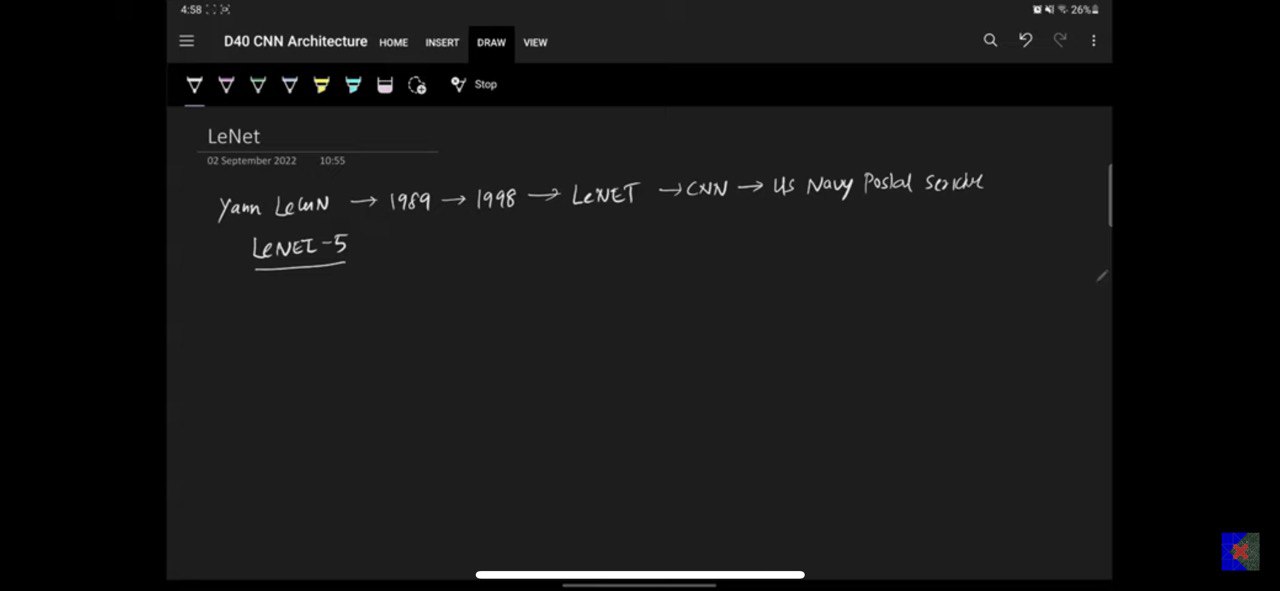 4:58 26%
D40 CNN Architecture HOME INSERT DRAW VIEW
Stop
LeNet
02 September 2022 10:55
Yann LeCuN → 1989 → 1998 → LeNET → CNN → US Navy Postal Service
LeNET-5